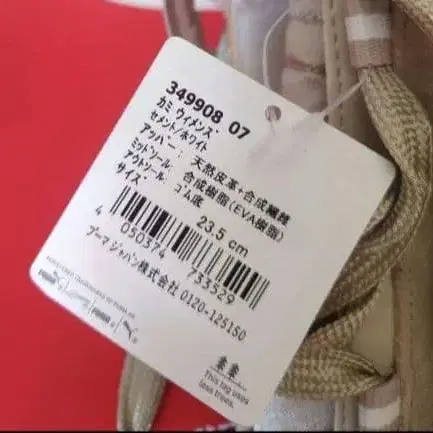 349908 07
カミ ウィメンズ
セメント/ホワイト
アッパー : 天然皮革+合成繊維
ミッドソール: 合成樹脂(EVA樹脂)
アウトソール: ゴム底
サイズ: 23.5 cm
4 050374 733529
プーマ ジャパン株式会社 0120-125150
PUMA
PUMA
This tag uses
less trees.